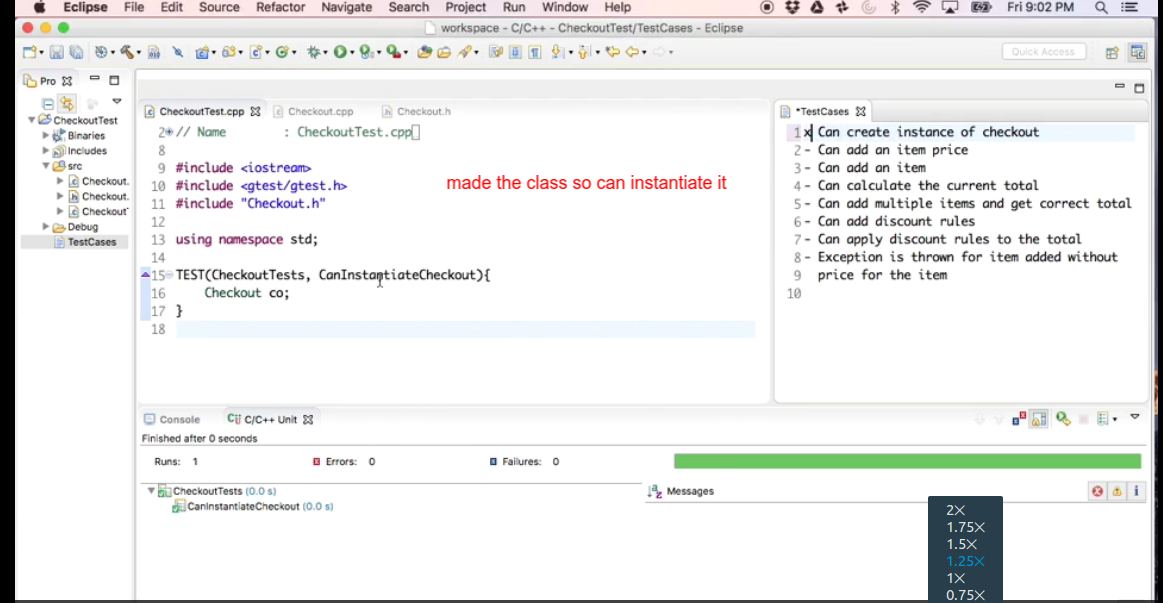 Eclipse File Edit Source Refactor Navigate Search Project Run Window Help Fri 9:02 PM
workspace - C/C++ - CheckoutTest/TestCases - Eclipse
Quick Access
Pro
CheckoutTest
Binaries
Includes
src
Checkout.
Checkout.
Checkout
Debug
TestCases
CheckoutTest.cpp Checkout.cpp Checkout.h
2 // Name : CheckoutTest.cpp
8
9 #include <iostream>
10 #include <gtest/gtest.h>
11 #include "Checkout.h"
12
13 using namespace std;
14
15 TEST(CheckoutTests, CanInstantiateCheckout){
16 Checkout co;
17 }
18
made the class so can instantiate it
*TestCases
1 x Can create instance of checkout
2 - Can add an item price
3 - Can add an item
4 - Can calculate the current total
5 - Can add multiple items and get correct total
6 - Can add discount rules
7 - Can apply discount rules to the total
8 - Exception is thrown for item added without
9 price for the item
10
Console C/C++ Unit
Finished after 0 seconds
Runs: 1 Errors: 0 Failures: 0
CheckoutTests (0.0 s)
CanInstantiateCheckout (0.0 s)
Messages
2×
1.75×
1.5×
1.25×
1×
0.75×